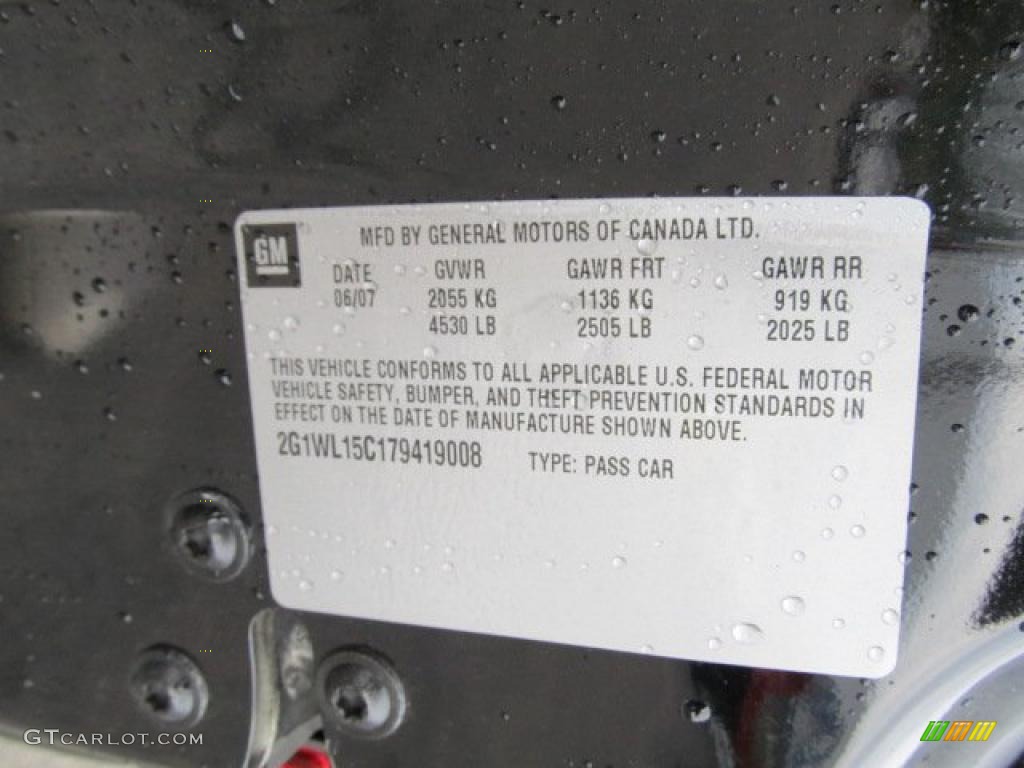 GM
MFD BY GENERAL MOTORS OF CANADA LTD.
DATE GVWR GAWR FRT GAWR RR
06/07 2055 KG 1136 KG 919 KG
4530 LB 2505 LB 2025 LB
THIS VEHICLE CONFORMS TO ALL APPLICABLE U.S. FEDERAL MOTOR
VEHICLE SAFETY, BUMPER, AND THEFT PREVENTION STANDARDS IN
EFFECT ON THE DATE OF MANUFACTURE SHOWN ABOVE.
2G1WL15C179419008 TYPE: PASS CAR
GTCARLOT.COM